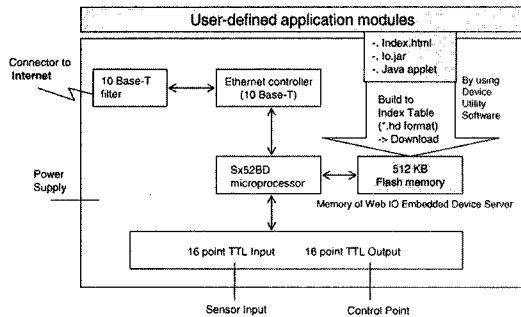 User-defined application modules
Connector to
Internet
10 Base-T
filter
Ethernet controller
(10 Base-T)
-. Index.html
-. Io.jar
-. Java applet
By using
Device
Utility
Software
Build to
Index Table
(*.hd format)
-> Download
Power
Supply
Sx52BD
microprocessor
512 KB
Flash memory
Memory of Web IO Embedded Device Server
16 point TTL Input
16 point TTL Output
Sensor Input
Control Point